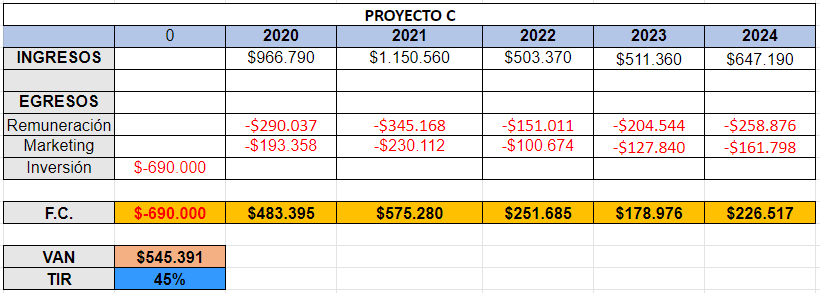 PROYECTO C
0 2020 2021 2022 2023 2024
INGRESOS $966.790 $1.150.560 $503.370 $511.360 $647.190
EGRESOS
Remuneración -$290.037 -$345.168 -$151.011 -$204.544 -$258.876
Marketing -$193.358 -$230.112 -$100.674 -$127.840 -$161.798
Inversión $-690.000
F.C. $-690.000 $483.395 $575.280 $251.685 $178.976 $226.517
VAN $545.391
TIR 45%